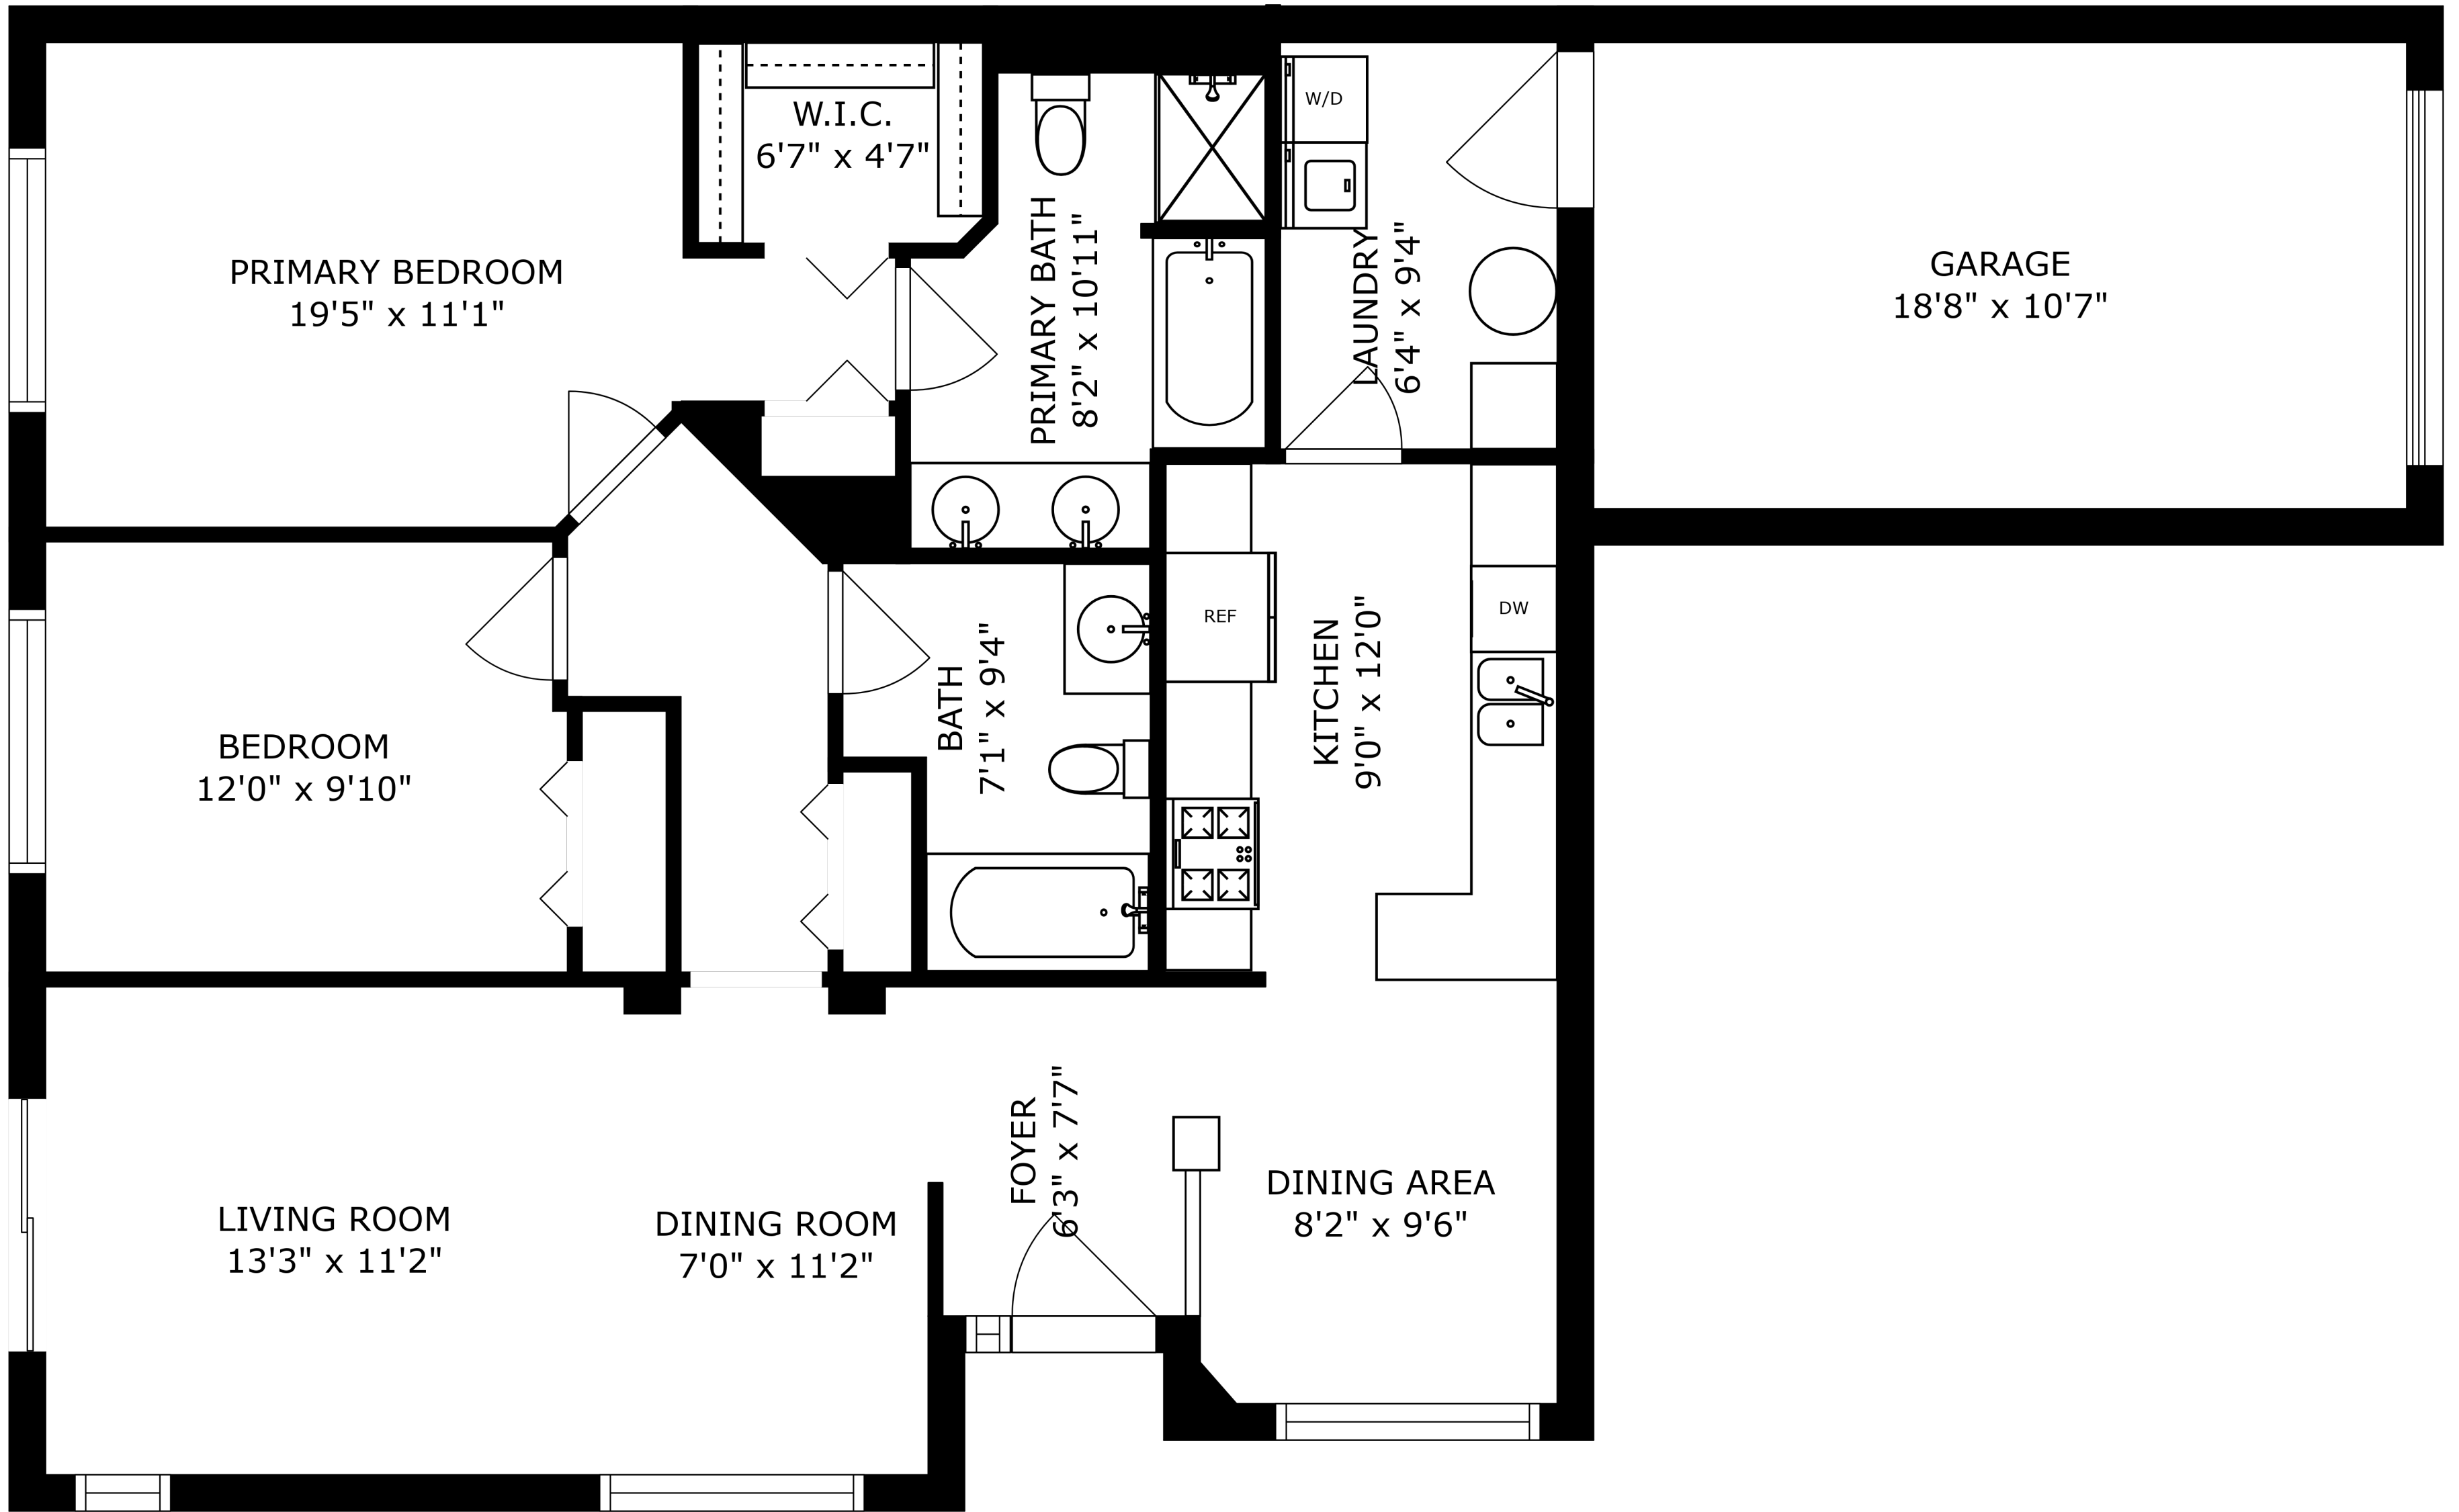 W.I.C.
6'7" x 4'7"
W/D
PRIMARY BEDROOM
19'5" x 11'1"
PRIMARY BATH
8'2" x 10'11"
LAUNDRY
6'4" x 9'4"
GARAGE
18'8" x 10'7"
REF
DW
BEDROOM
12'0" x 9'10"
BATH
7'1" x 9'4"
KITCHEN
9'0" x 12'0"
LIVING ROOM
13'3" x 11'2"
DINING ROOM
7'0" x 11'2"
FOYER
6'3" x 7'7"
DINING AREA
8'2" x 9'6"